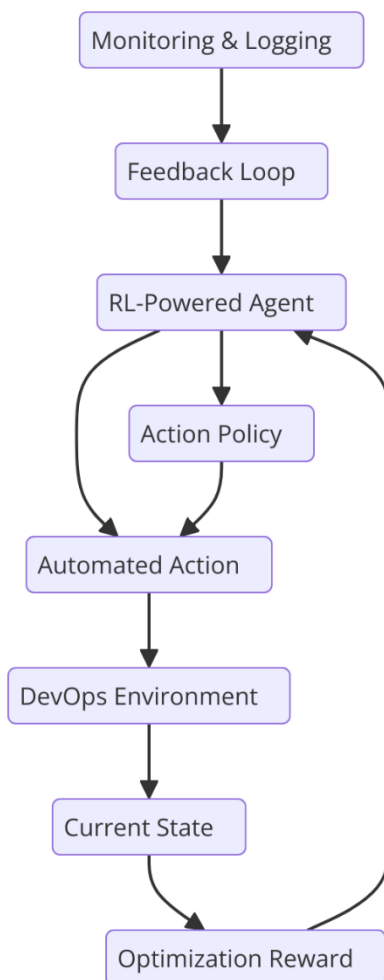 Monitoring & Logging
Feedback Loop
RL-Powered Agent
Action Policy
Automated Action
DevOps Environment
Current State
Optimization Reward